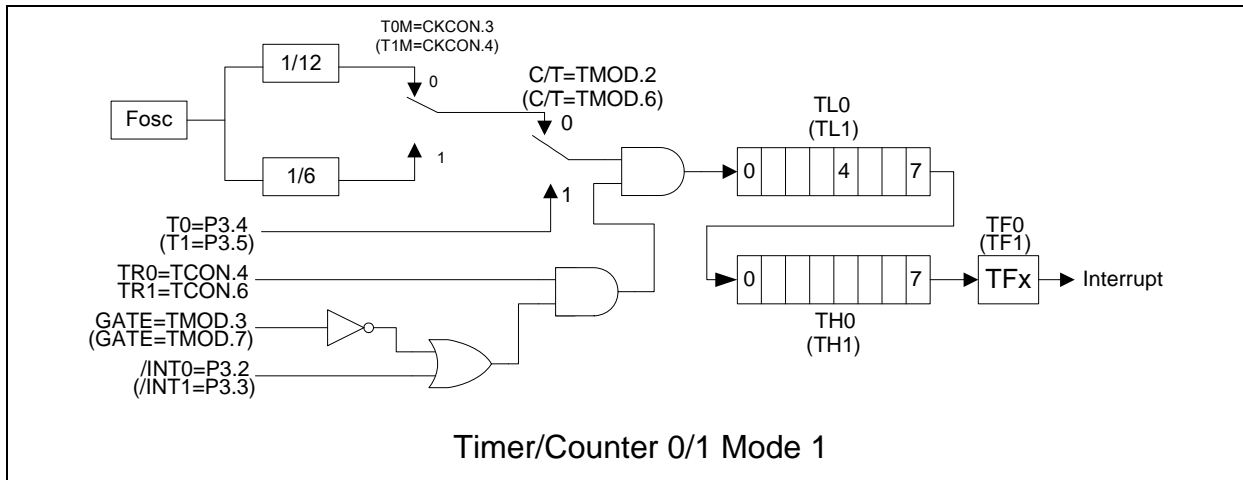 T0M=CKCON.3
(T1M=CKCON.4)
1/12
0
C/T=TMOD.2
(C/T=TMOD.6)
Fosc
0
TL0
(TL1)
1
1/6
0 4 7
1
T0=P3.4
(T1=P3.5)
TF0
(TF1)
TR0=TCON.4
TR1=TCON.6
0 7
TFx
Interrupt
GATE=TMOD.3
(GATE=TMOD.7)
TH0
(TH1)
/INT0=P3.2
(/INT1=P3.3)
Timer/Counter 0/1 Mode 1